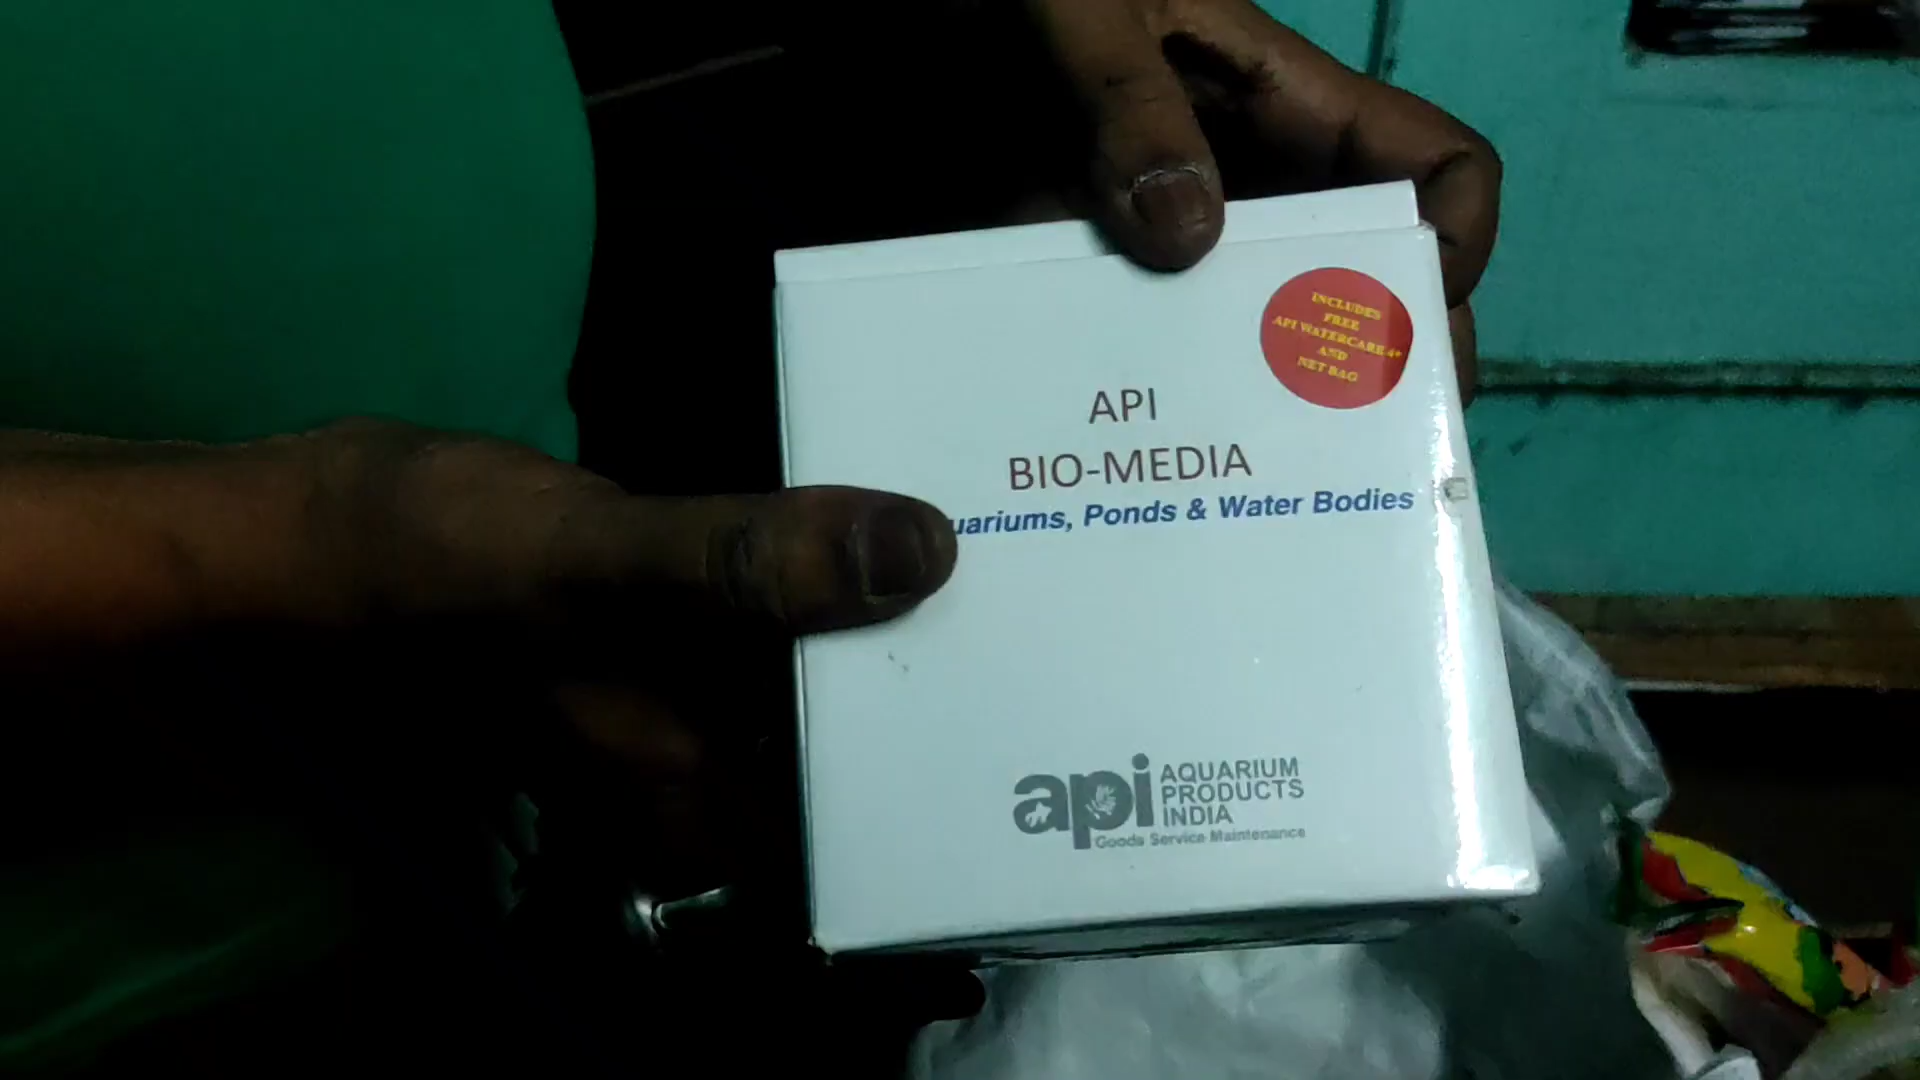 INCLUDES
FREE
API WATERCARE 4+
AND
NET BAG
API
BIO-MEDIA
uariums, Ponds & Water Bodies
api AQUARIUM
PRODUCTS
INDIA
Goods Service Maintenance